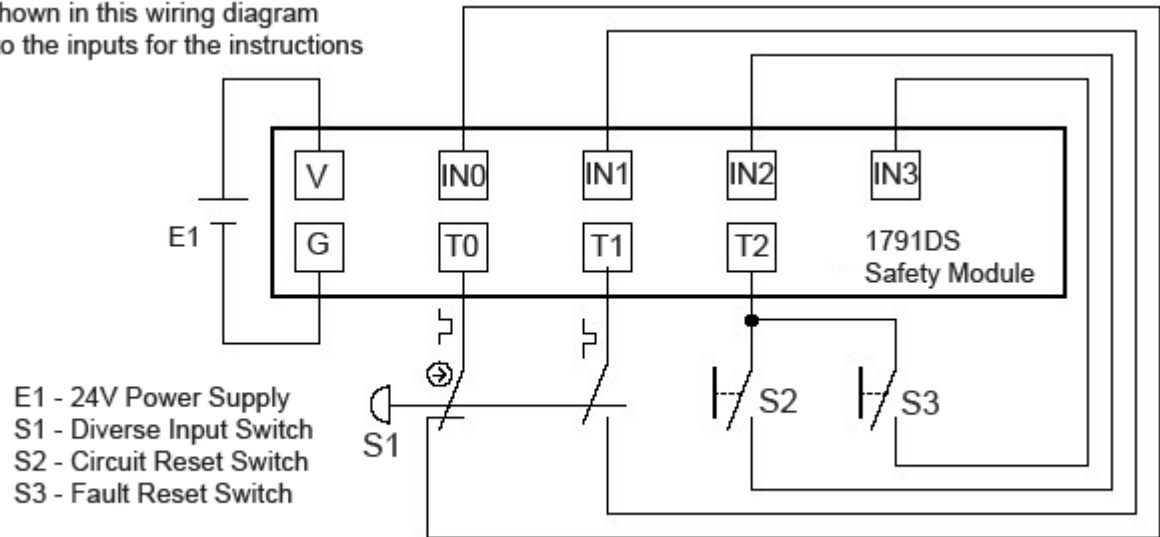 hown in this wiring diagram
o the inputs for the instructions
V
IN0
IN1
IN2
IN3
G
T0
T1
T2
1791DS
Safety Module
E1
E1 - 24V Power Supply
S1 - Diverse Input Switch
S2 - Circuit Reset Switch
S3 - Fault Reset Switch
S1
S2
S3